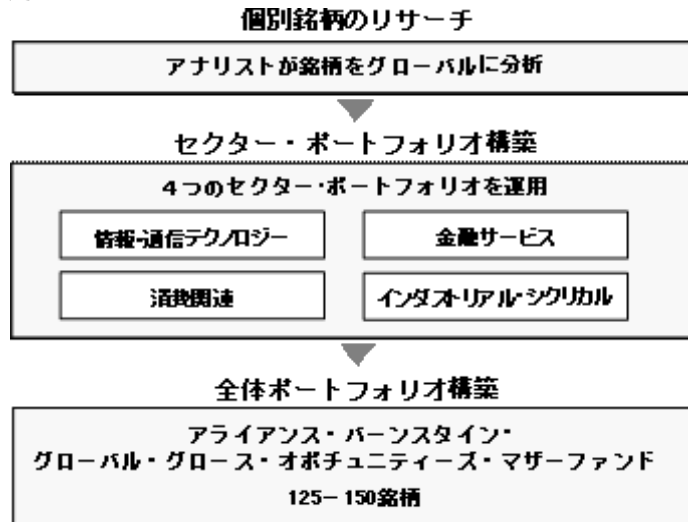 個別銘柄のリサーチ
アナリストが銘柄をグローバルに分析
セクター・ポートフォリオ構築
4つのセクター・ポートフォリオを運用
情報・通信テクノロジー
金融サービス
消費関連
インダストリアル・シクリカル
全体ポートフォリオ構築
アライアンス・バーンスタイン・
グローバル・グロース・オポチュニティーズ・マザーファンド
125－150銘柄